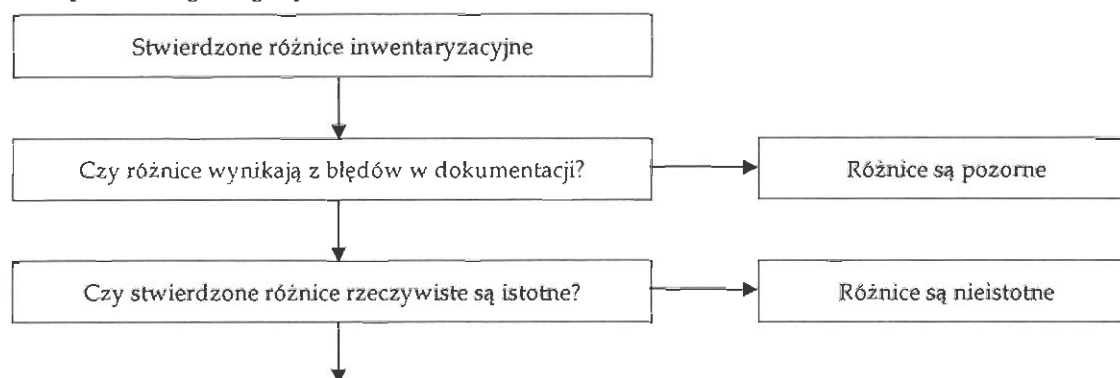 Stwierdzone różnice inwentaryzacyjne
Czy różnice wynikają z błędów w dokumentacji?
Różnice są pozorne
Czy stwierdzone różnice rzeczywiste są istotne?
Różnice są nieistotne